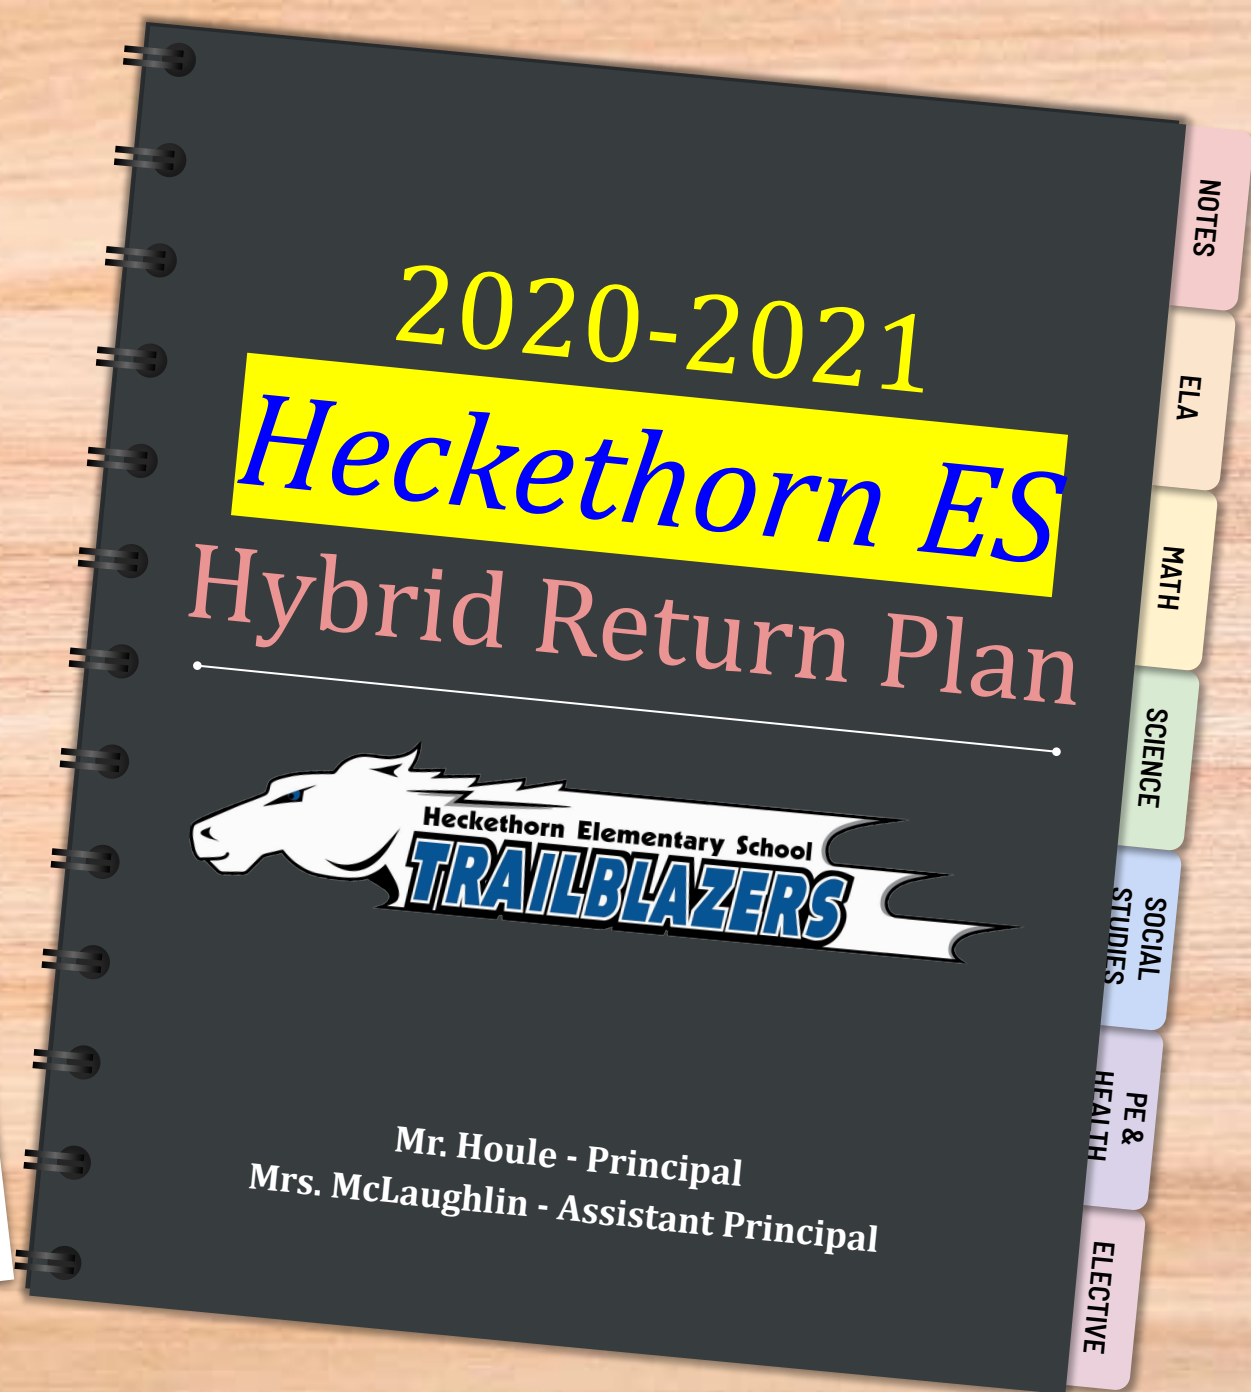 2020-2021
Heckethorn ES
Hybrid Return Plan
Heckethorn Elementary School
TRAILBLAZERS
Mr. Houle - Principal
Mrs. McLaughlin - Assistant Principal
NOTES
ELA
MATH
SCIENCE
SOCIAL
STUDIES
PE &
HEALTH
ELECTIVE